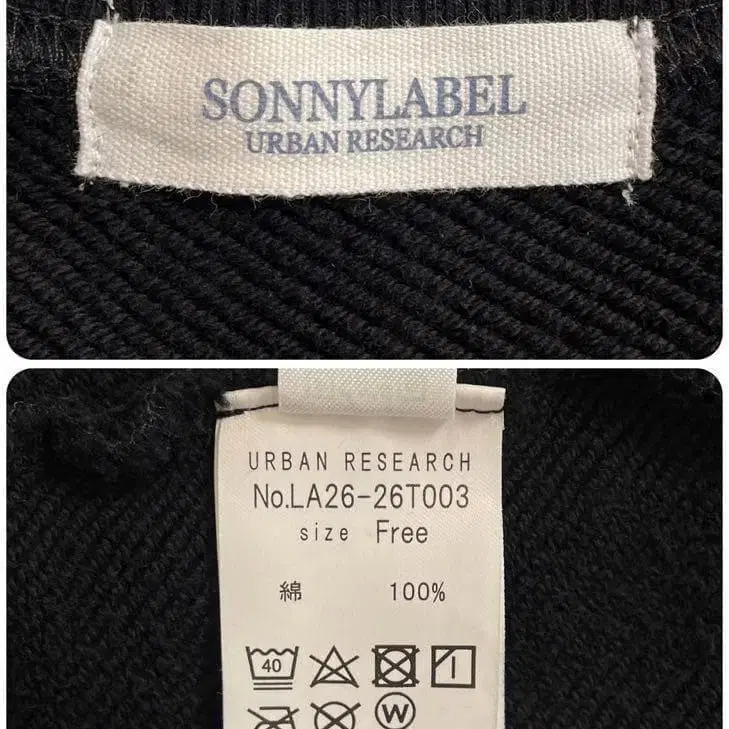 SONNYLABEL
URBAN RESEARCH
URBAN RESEARCH
No.LA26-26T003
size Free
綿 100%
40
W